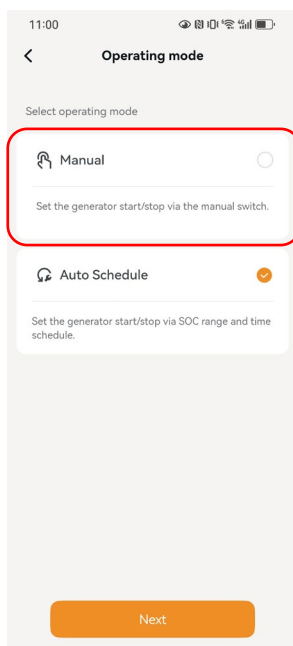 11:00
Operating mode
Select operating mode
Manual
Set the generator start/stop via the manual switch.
Auto Schedule
Set the generator start/stop via SOC range and time
schedule.
Next